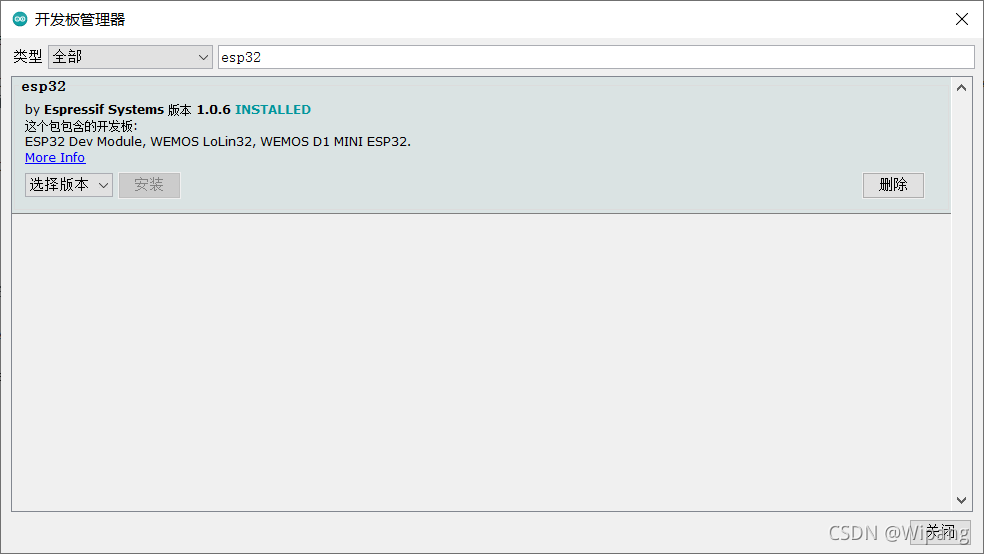 开发板管理器
类型 全部 esp32
esp32
by Espressif Systems 版本 1.0.6 INSTALLED
这个包包含的开发板:
ESP32 Dev Module, WEMOS LoLin32, WEMOS D1 MINI ESP32.
More Info
选择版本 安装 删除
关闭
CSDN @Wipang